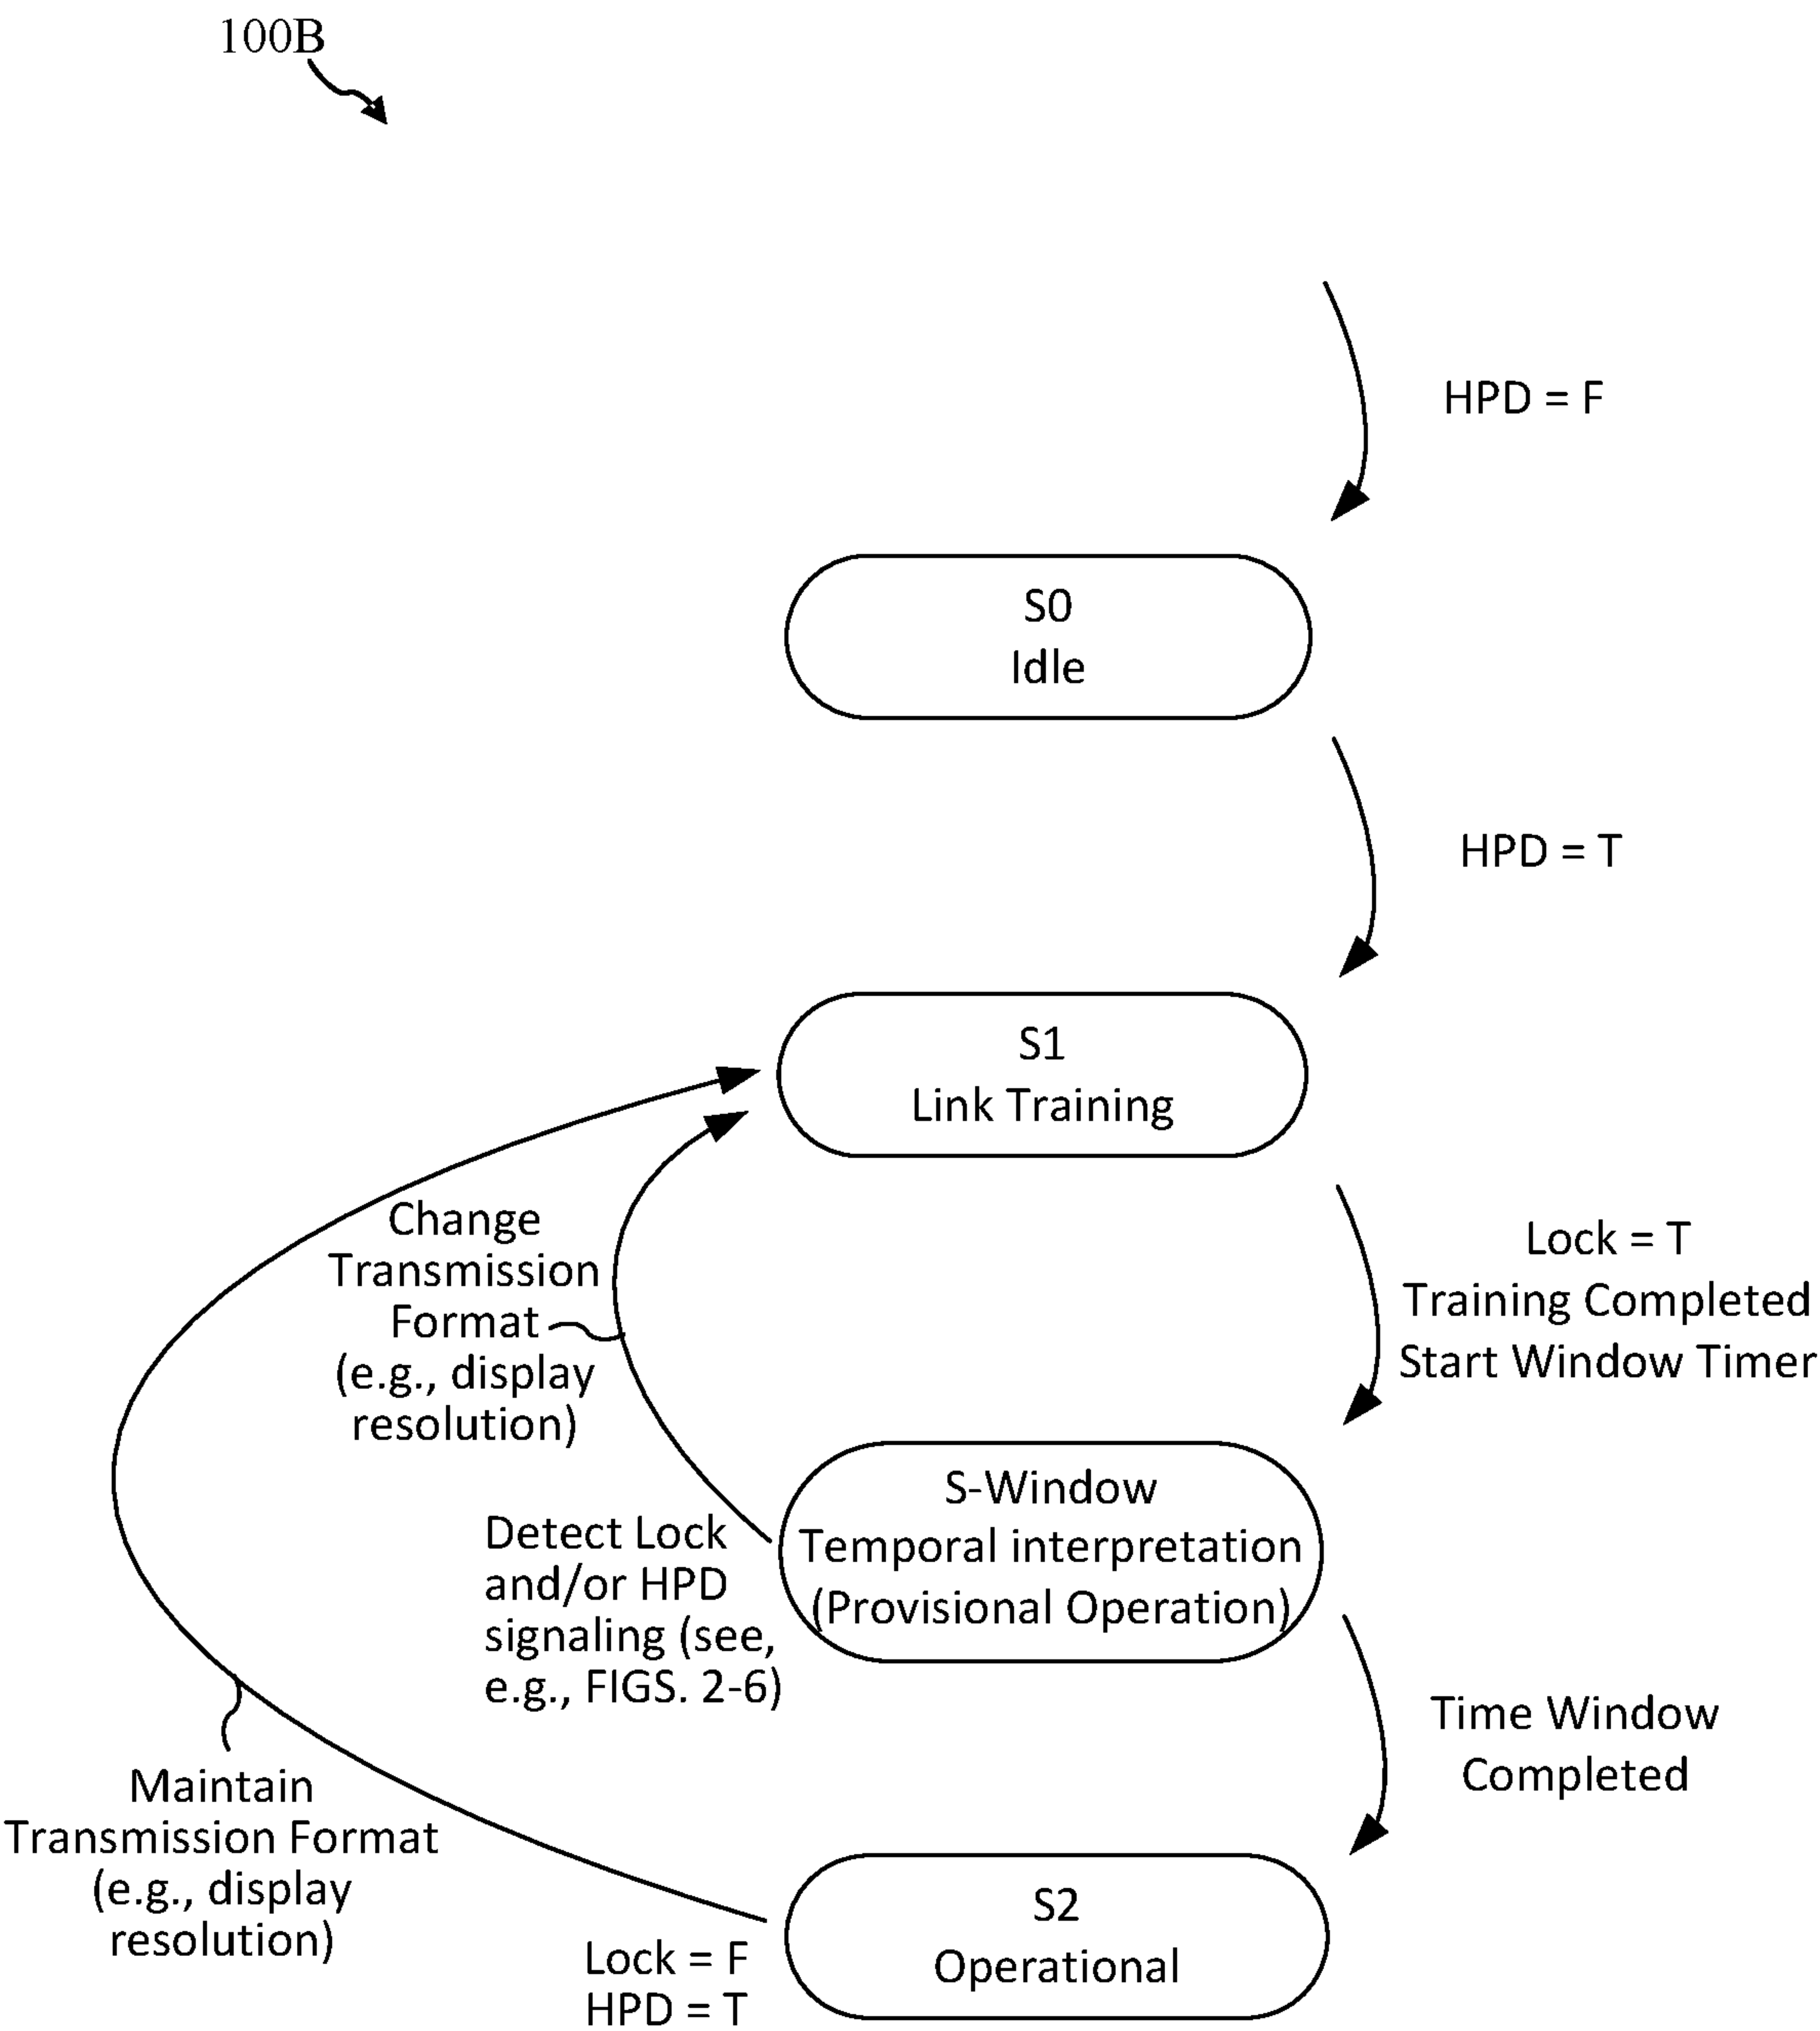 100B
HPD = F
S0
Idle
HPD = T
S1
Link Training
Change
Transmission
Format
(e.g., display
resolution)
Lock = T
Training Completed
Start Window Timer
S-Window
Temporal interpretation
(Provisional Operation)
Detect Lock
and/or HPD
signaling (see,
e.g., FIGS. 2-6)
Time Window
Completed
Maintain
Transmission Format
(e.g., display
resolution)
S2
Operational
Lock = F
HPD = T